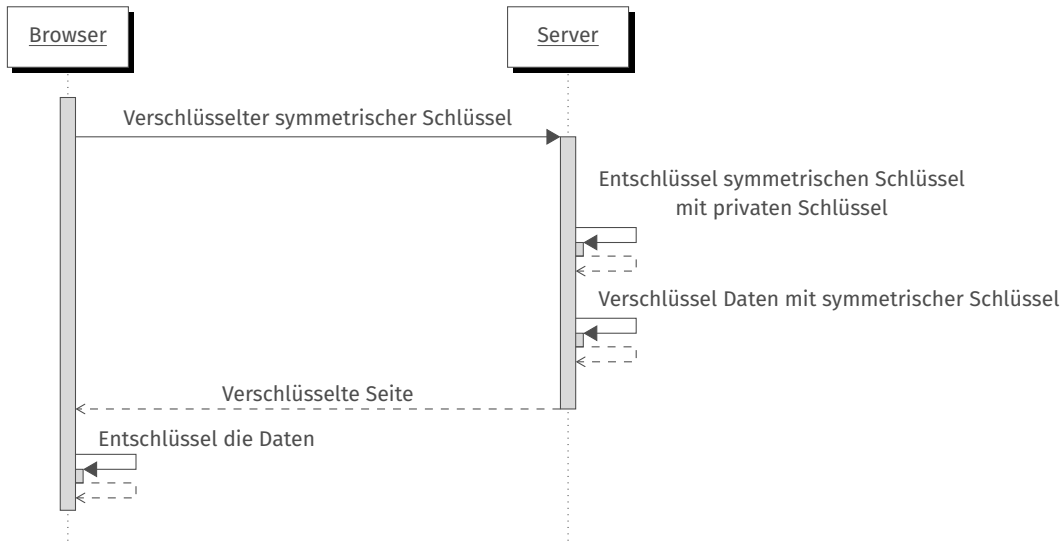 Browser
Server
Verschlüsselter symmetrischer Schlüssel
Entschlüssel symmetrischen Schlüssel
mit privaten Schlüssel
Verschlüssel Daten mit symmetrischer Schlüssel
Verschlüsselte Seite
Entschlüssel die Daten